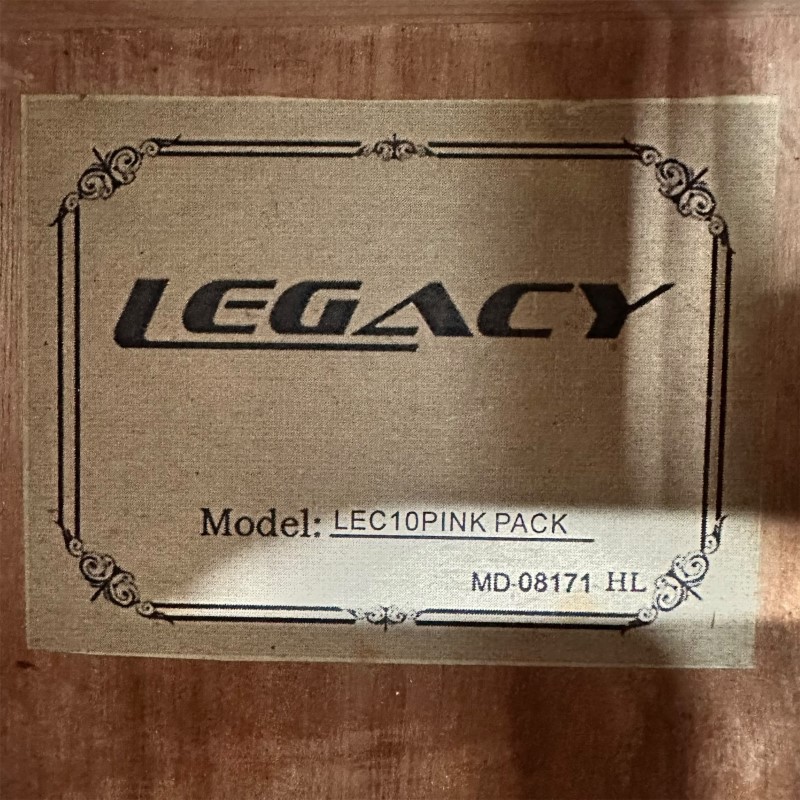 LEGACY
Model: LEC10PINK PACK
MD-08171 HL